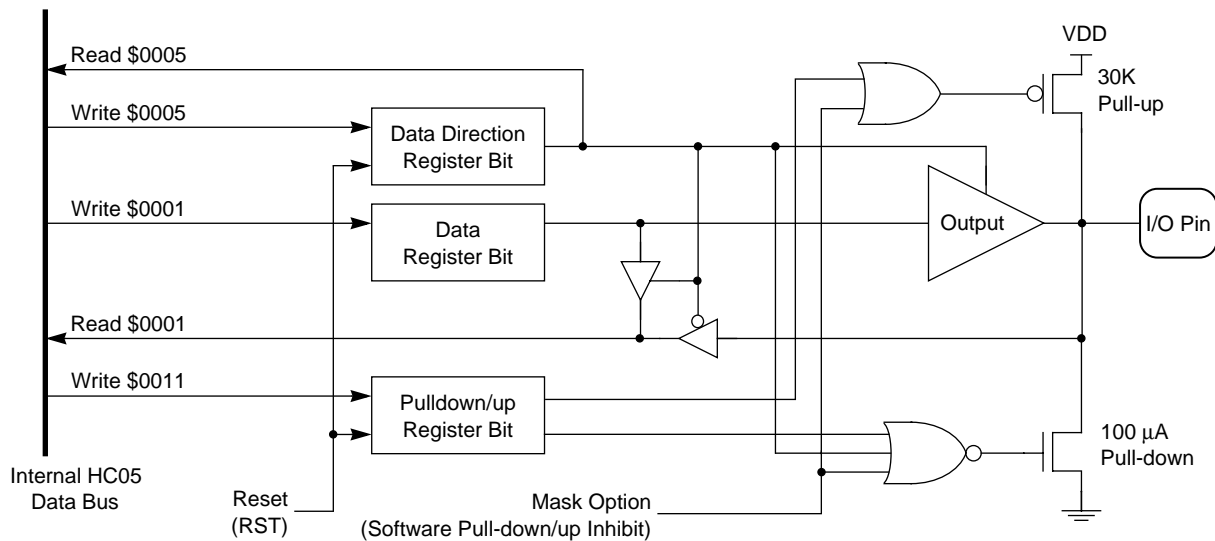 VDD
Read $0005
30K
Pull-up
Write $0005
Data Direction
Register Bit
Write $0001
Data
Register Bit
Output
I/O Pin
Read $0001
Write $0011
Pulldown/up
Register Bit
100 µA
Pull-down
Internal HC05
Data Bus
Reset
(RST)
Mask Option
(Software Pull-down/up Inhibit)